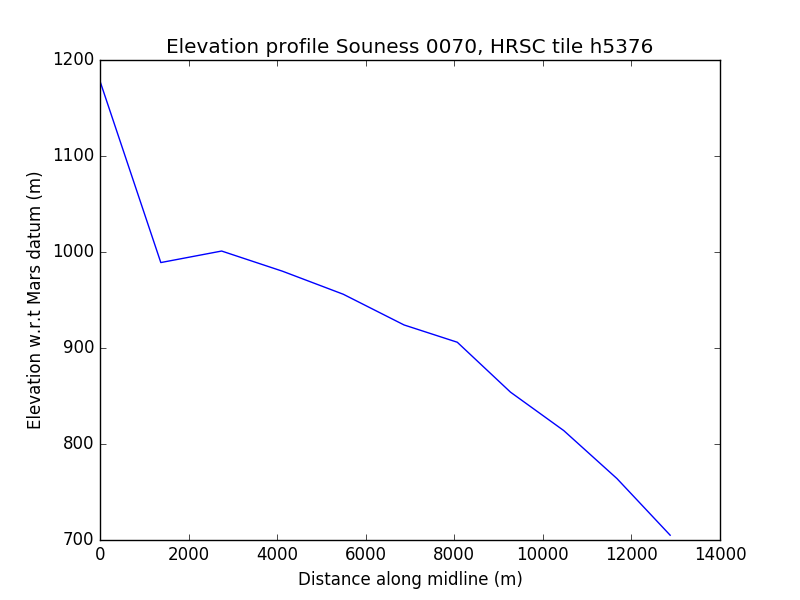 Elevation profile Souness 0070, HRSC tile h5376
1200
1100
1000
900
800
700
Elevation w.r.t Mars datum (m)
0 2000 4000 6000 8000 10000 12000 14000
Distance along midline (m)